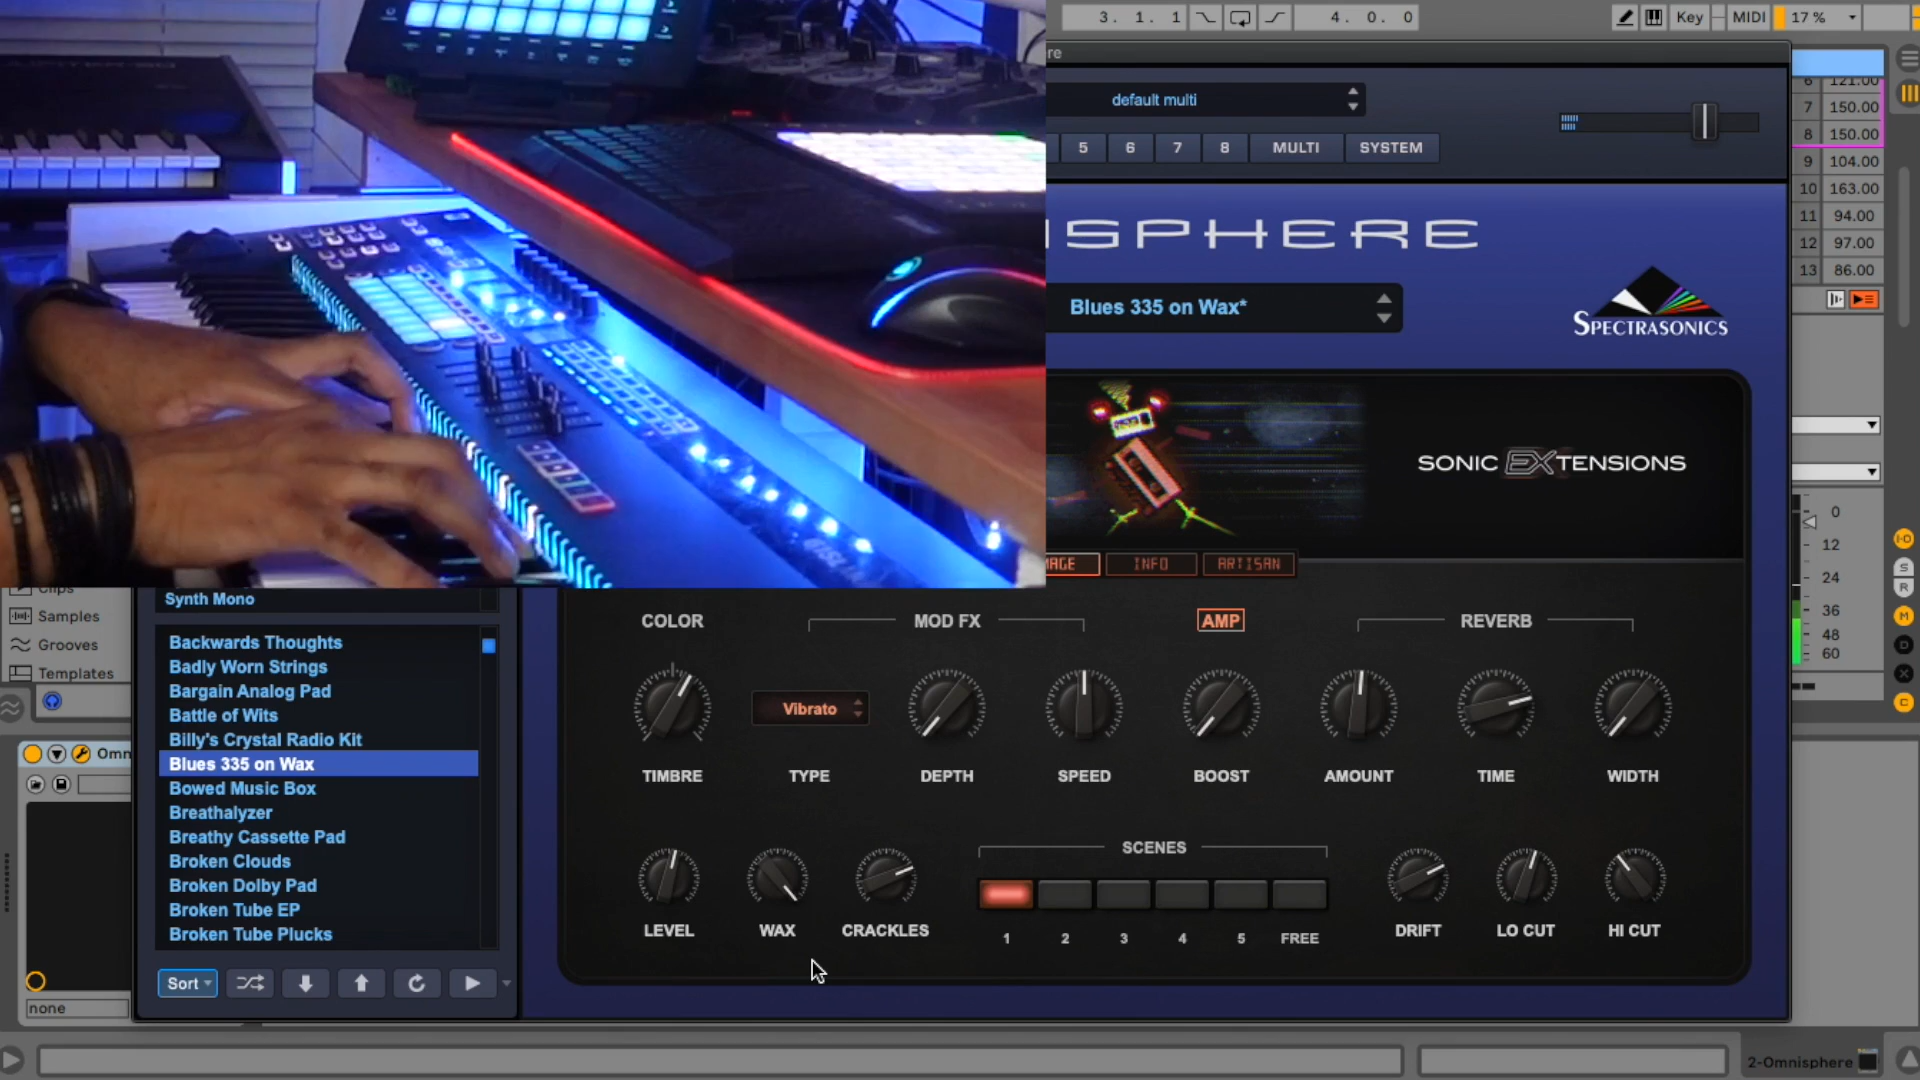 3. 1. 1
4. 0. 0
Key
MIDI
17 %
re
default multi
5
6
7
8
MULTI
SYSTEM
6 121.00
7 150.00
8 150.00
9 104.00
10 163.00
11 94.00
12 97.00
13 86.00
ISPHERE
Blues 335 on Wax*
SPECTRASONICS
SONIC EXTENSIONS
INFO
ARTISAN
0
12
24
36
48
60
S
R
M
D
X
C
Clips
Samples
Grooves
Templates
Synth Mono
Backwards Thoughts
Badly Worn Strings
Bargain Analog Pad
Battle of Wits
Billy's Crystal Radio Kit
Blues 335 on Wax
Bowed Music Box
Breathalyzer
Breathy Cassette Pad
Broken Clouds
Broken Dolby Pad
Broken Tube EP
Broken Tube Plucks
Sort
COLOR
MOD FX
AMP
REVERB
Vibrato
TIMBRE
TYPE
DEPTH
SPEED
BOOST
AMOUNT
TIME
WIDTH
SCENES
LEVEL
WAX
CRACKLES
1
2
3
4
5
FREE
DRIFT
LO CUT
HI CUT
Omn
none
2-Omnisphere